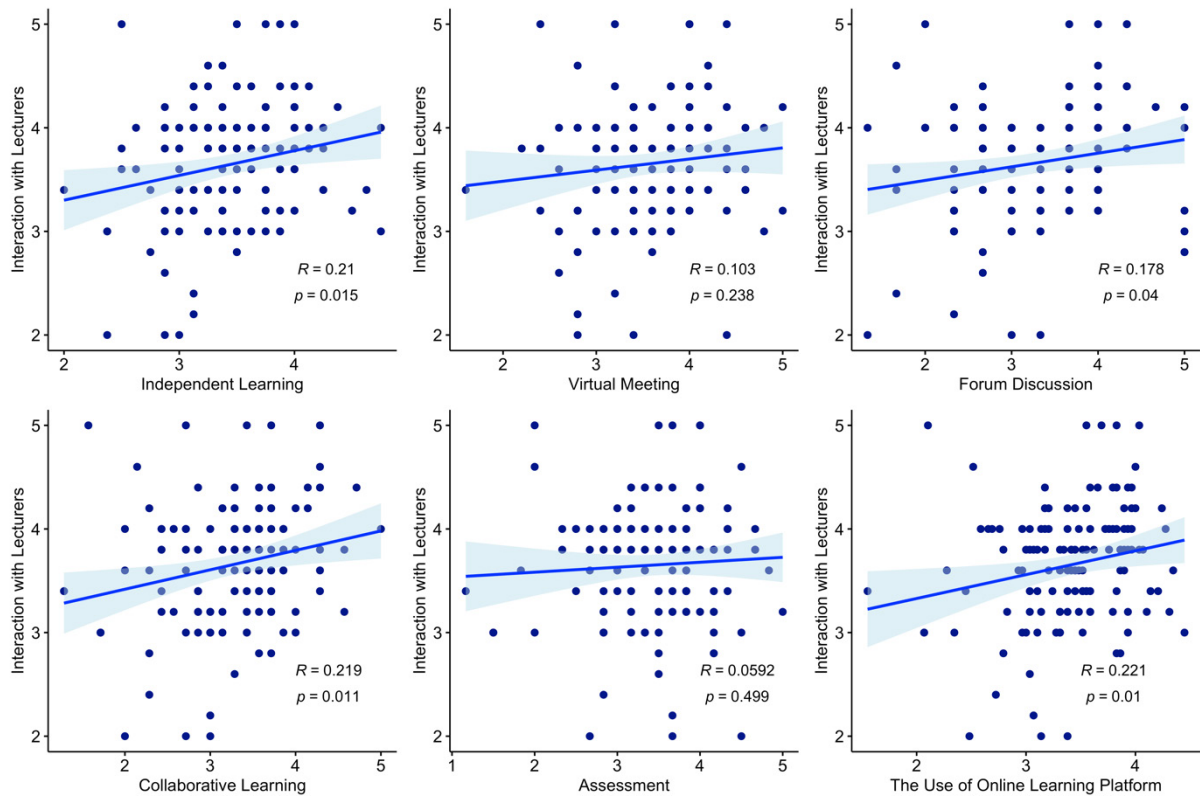 Interaction with Lecturers
5
4
3
2
R = 0.21
p = 0.015
2 3 4
Independent Learning
Interaction with Lecturers
5
4
3
2
R = 0.103
p = 0.238
2 3 4 5
Virtual Meeting
Interaction with Lecturers
5
4
3
2
R = 0.178
p = 0.04
2 3 4 5
Forum Discussion
Interaction with Lecturers
5
4
3
2
R = 0.219
p = 0.011
2 3 4 5
Collaborative Learning
Interaction with Lecturers
5
4
3
2
R = 0.0592
p = 0.499
1 2 3 4 5
Assessment
Interaction with Lecturers
5
4
3
2
R = 0.221
p = 0.01
2 3 4
The Use of Online Learning Platform